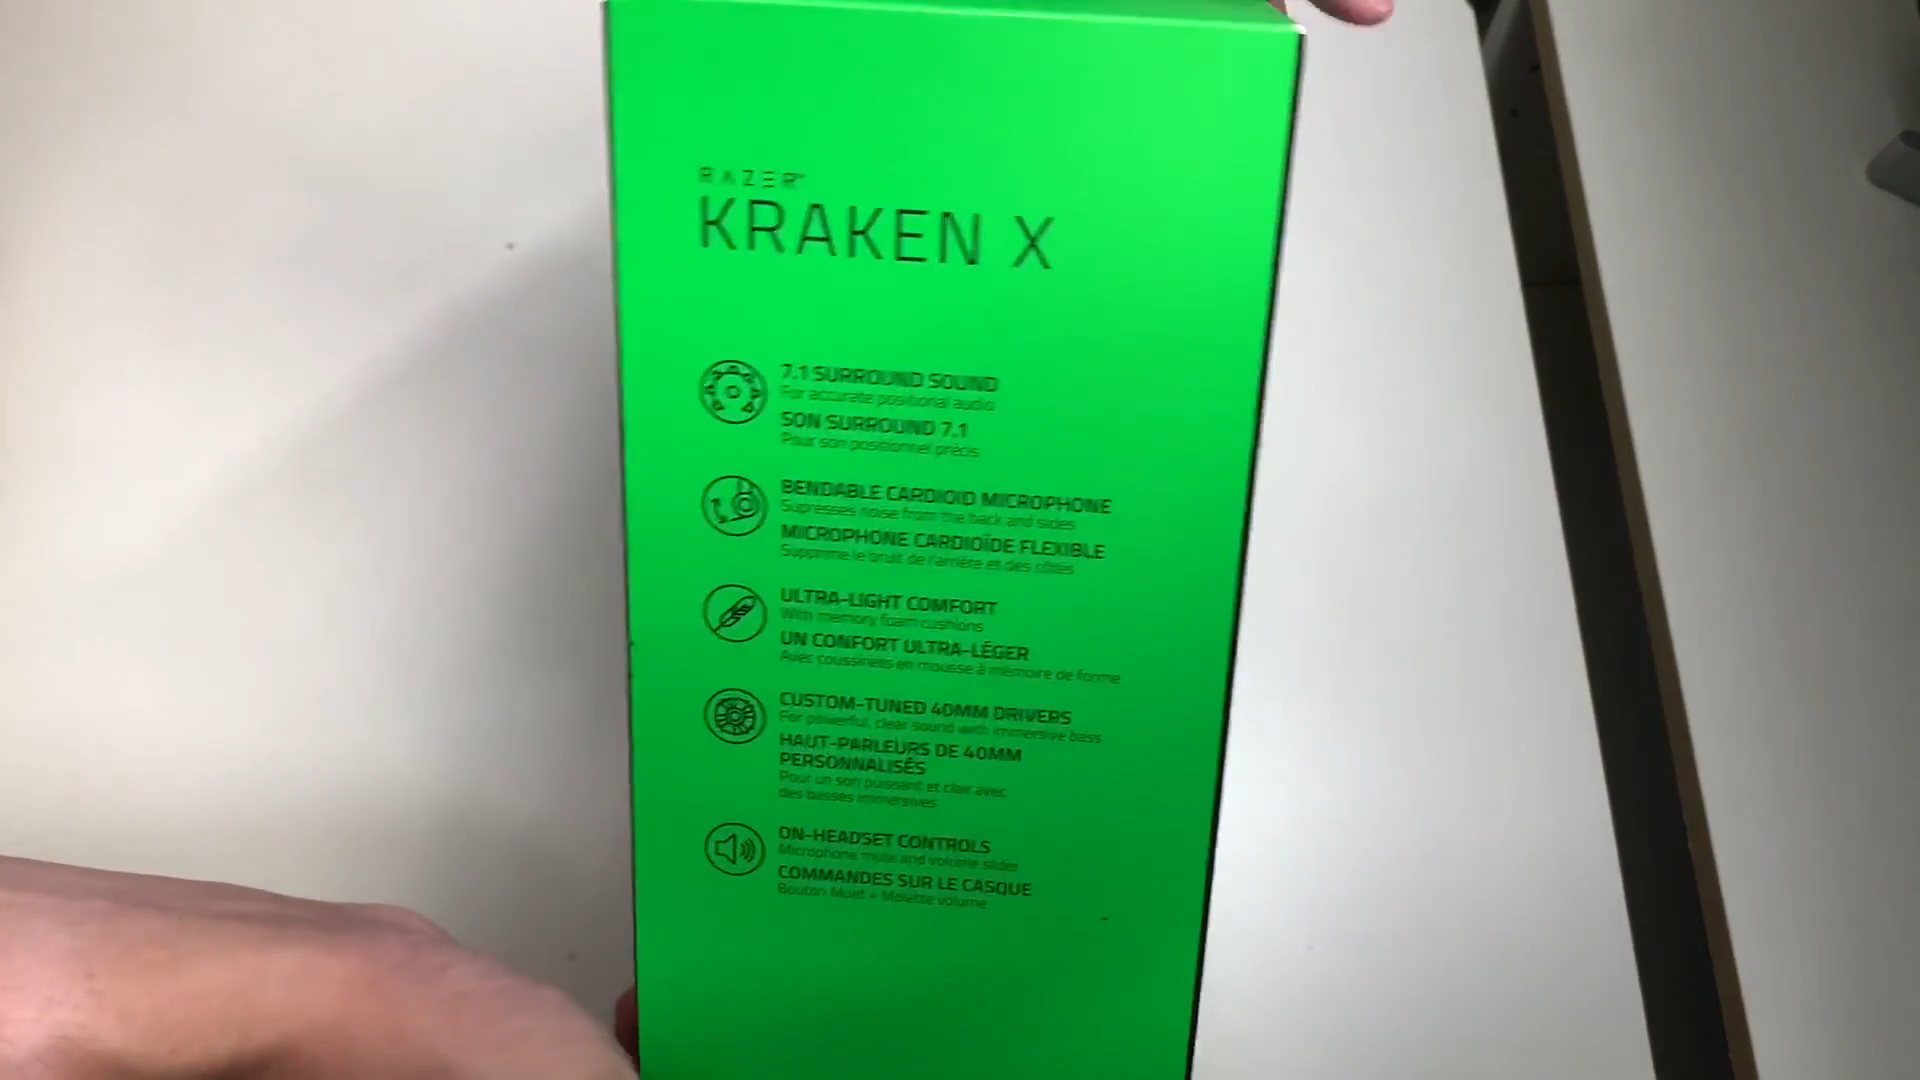 RAZER
KRAKEN X
7.1 SURROUND SOUND
For accurate positional audio
SON SURROUND 7.1
Pour son positionnel précis
BENDABLE CARDIOID MICROPHONE
Supresses noise from the back and sides
MICROPHONE CARDIOÏDE FLEXIBLE
Supprime le bruit de l'arrière et des côtés
ULTRA-LIGHT COMFORT
With memory foam cushions
UN CONFORT ULTRA-LÉGER
Avec coussinets en mousse à mémoire de forme
CUSTOM-TUNED 40MM DRIVERS
For powerful, clear sound with immersive bass
HAUT-PARLEURS DE 40MM
PERSONNALISÉS
Pour un son puissant et clair avec
des basses immersives
ON-HEADSET CONTROLS
Microphone mute and volume slider
COMMANDES SUR LE CASQUE
Bouton Muet + Molette volume